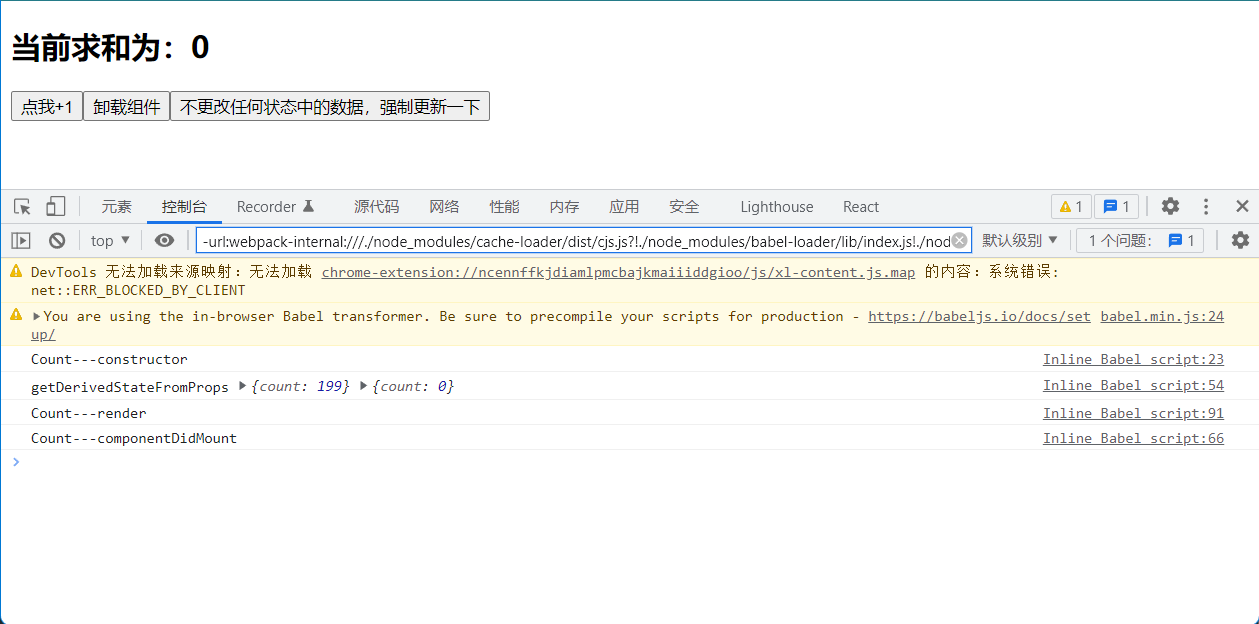 当前求和为：0
点我+1 卸载组件 不更改任何状态中的数据，强制更新一下
元素 控制台 Recorder 源代码 网络 性能 内存 应用 安全 Lighthouse React 1 1
top -url:webpack-internal:///./node_modules/cache-loader/dist/cjs.js?!./node_modules/babel-loader/lib/index.js!./nod 默认级别 1 个问题： 1
DevTools 无法加载来源映射：无法加载 chrome-extension://ncennffkjdiamlpmcbajkmaiiiddgioo/js/xl-content.js.map 的内容：系统错误:
net::ERR_BLOCKED_BY_CLIENT
You are using the in-browser Babel transformer. Be sure to precompile your scripts for production - https://babeljs.io/docs/set babel.min.js:24
up/
Count---constructor Inline Babel script:23
getDerivedStateFromProps {count: 199} {count: 0} Inline Babel script:54
Count---render Inline Babel script:91
Count---componentDidMount Inline Babel script:66